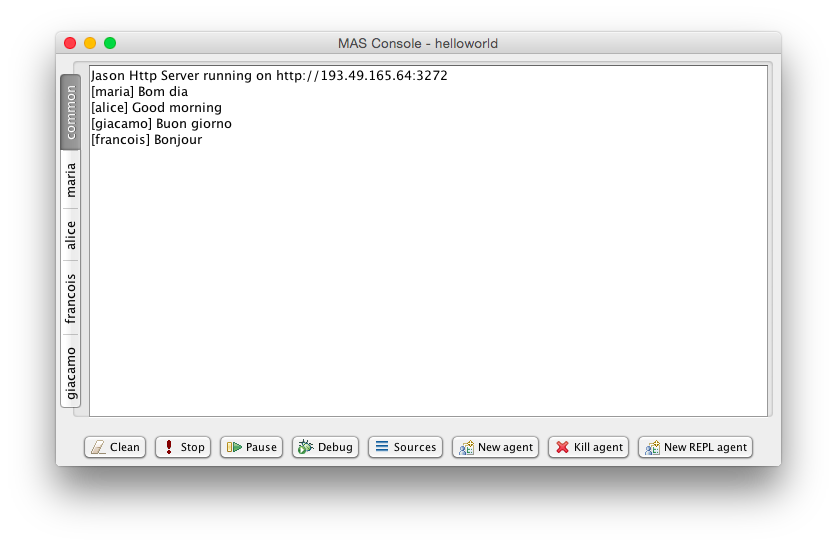 MAS Console - helloworld
common
maria
alice
francois
giacamo
Jason Http Server running on http://193.49.165.64:3272
[maria] Bom dia
[alice] Good morning
[giacamo] Buon giorno
[francois] Bonjour
Clean
Stop
Pause
Debug
Sources
New agent
Kill agent
New REPL agent